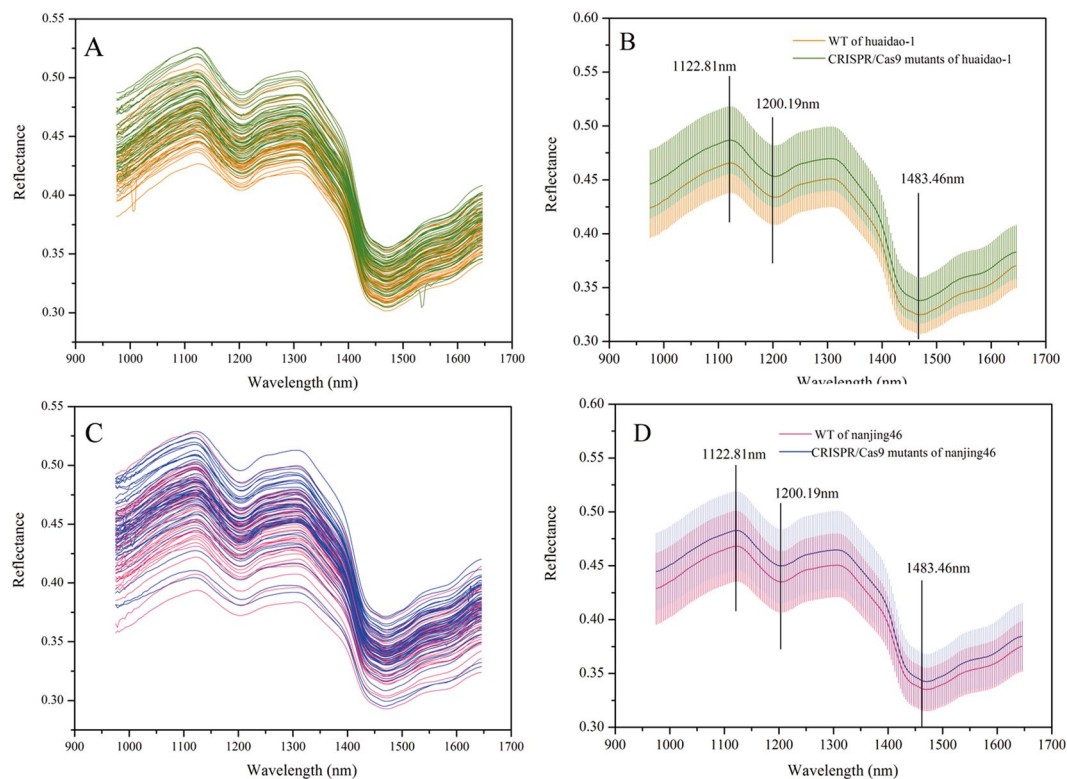 A
0.55
0.50
0.45
0.40
0.35
0.30
Reflectance
900 1000 1100 1200 1300 1400 1500 1600 1700
Wavelength (nm)
B
WT of huaidao-1
CRISPR/Cas9 mutants of huaidao-1
1122.81nm
1200.19nm
1483.46nm
0.60
0.55
0.50
0.45
0.40
0.35
0.30
Reflectance
900 1000 1100 1200 1300 1400 1500 1600 1700
Wavelength (nm)
C
0.55
0.50
0.45
0.40
0.35
0.30
Reflectance
900 1000 1100 1200 1300 1400 1500 1600 1700
Wavelength (nm)
D
WT of nanjing46
CRISPR/Cas9 mutants of nanjing46
1122.81nm
1200.19nm
1483.46nm
0.60
0.55
0.50
0.45
0.40
0.35
0.30
Reflectance
900 1000 1100 1200 1300 1400 1500 1600 1700
Wavelength (nm)